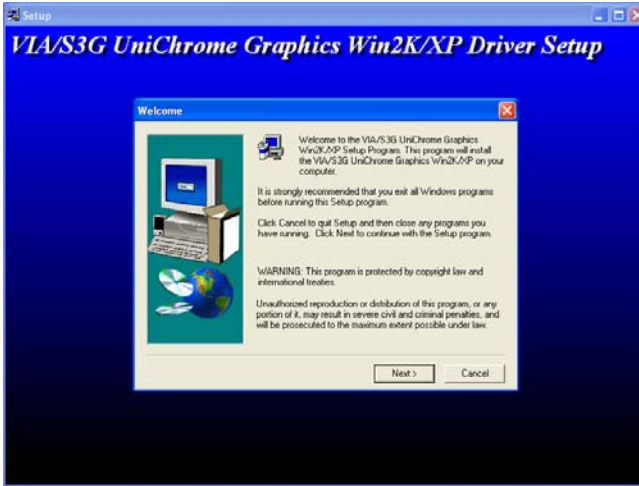 Setup
VIA/S3G UniChrome Graphics Win2K/XP Driver Setup
Welcome
Welcome to the VIA/S3G UniChrome Graphics
Win2K/XP Setup Program. This program will install
the VIA/S3G UniChrome Graphics Win2K/XP on your
computer.
It is strongly recommended that you exit all Windows programs
before running this Setup program.
Click Cancel to quit Setup and then close any programs you
have running. Click Next to continue with the Setup program.
WARNING: This program is protected by copyright law and
international treaties.
Unauthorized reproduction or distribution of this program, or any
portion of it, may result in severe civil and criminal penalties, and
will be prosecuted to the maximum extent possible under law.
Next >
Cancel